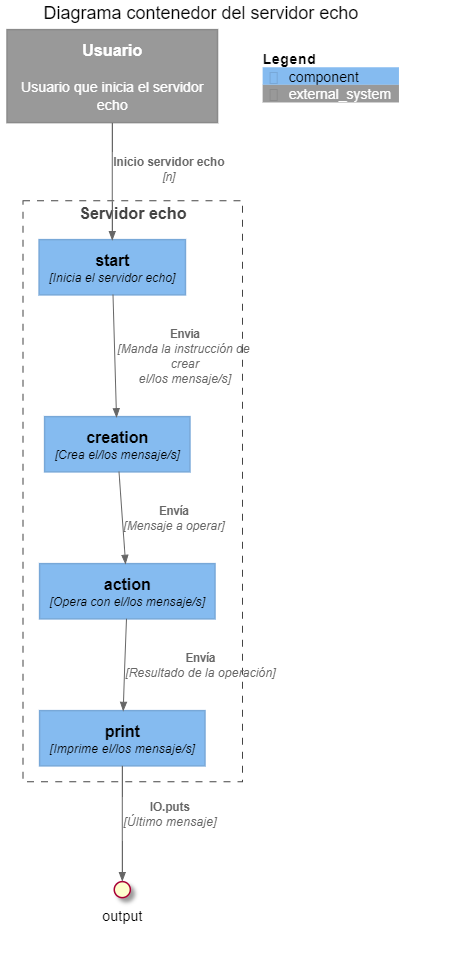 Diagrama contenedor del servidor echo
Usuario
Usuario que inicia el servidor
echo
Legend
component
external_system
Inicio servidor echo
[n]
Servidor echo
start
[Inicia el servidor echo]
Envia
[Manda la instrucción de
crear
el/los mensaje/s]
creation
[Crea el/los mensaje/s]
Envía
[Mensaje a operar]
action
[Opera con el/los mensaje/s]
Envía
[Resultado de la operación]
print
[Imprime el/los mensaje/s]
IO.puts
[Último mensaje]
output